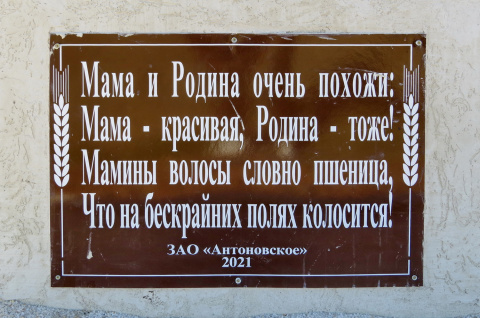 Мама и Родина очень похожи:
Мама - красивая, Родина - тоже!
Мамины волосы словно пшеница,
Что на бескрайних полях колосится!
ЗАО «Антоновское»
2021